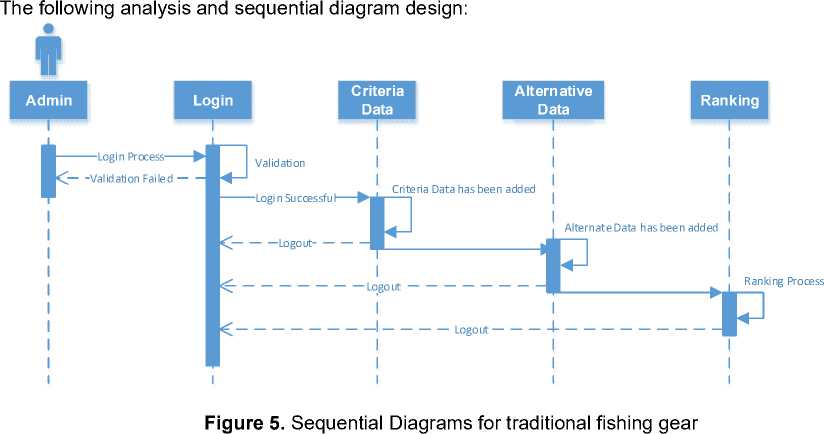 The following analysis and sequential diagram design:
Admin
Login
Criteria
Data
Alternative
Data
Ranking
Login Process
Validation
Validation Failed
Login Successful
Criteria Data has been added
Logout
Alternate Data has been added
Logout
Ranking Process
Logout
Figure 5. Sequential Diagrams for traditional fishing gear